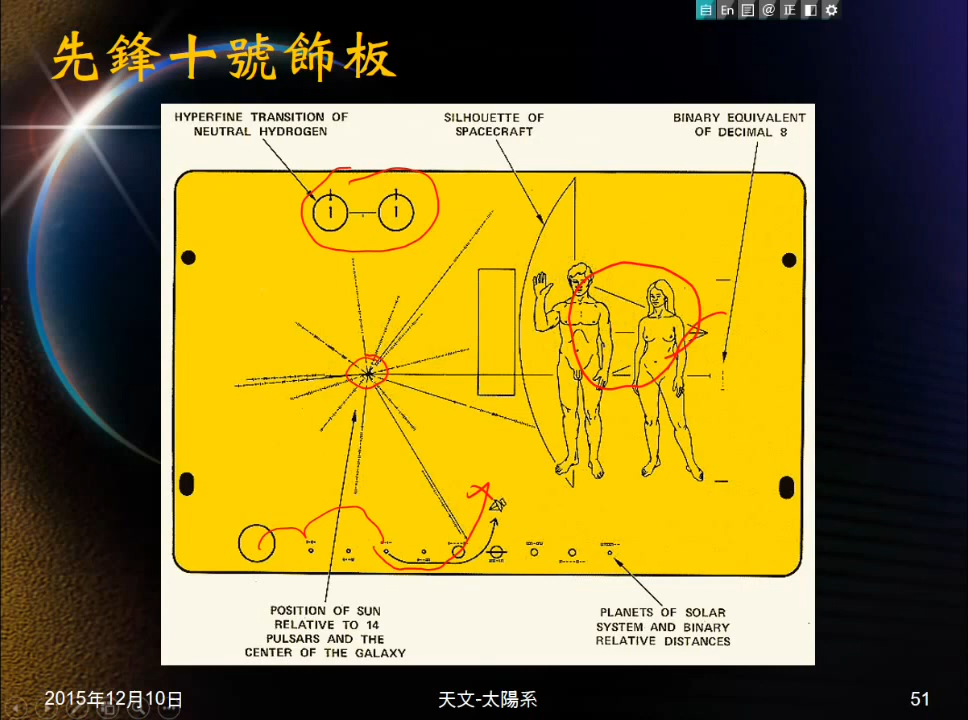 自 En @ 正
先鋒十號飾板
HYPERFINE TRANSITION OF
NEUTRAL HYDROGEN
SILHOUETTE OF
SPACECRAFT
BINARY EQUIVALENT
OF DECIMAL 8
POSITION OF SUN
RELATIVE TO 14
PULSARS AND THE
CENTER OF THE GALAXY
PLANETS OF SOLAR
SYSTEM AND BINARY
RELATIVE DISTANCES
2015年12月10日
天文-太陽系
51